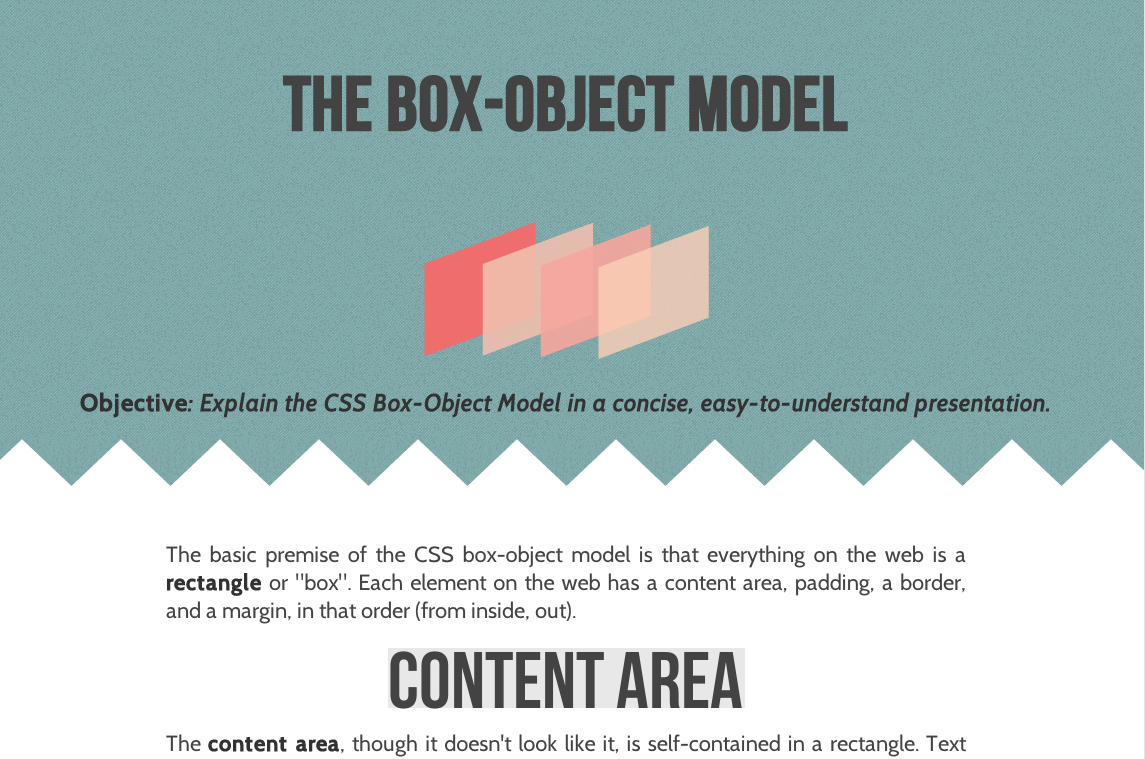 THE BOX-OBJECT MODEL
Objective: Explain the CSS Box-Object Model in a concise, easy-to-understand presentation.
The basic premise of the CSS box-object model is that everything on the web is a
rectangle or "box". Each element on the web has a content area, padding, a border,
and a margin, in that order (from inside, out).
CONTENT AREA
The content area, though it doesn't look like it, is self-contained in a rectangle. Text